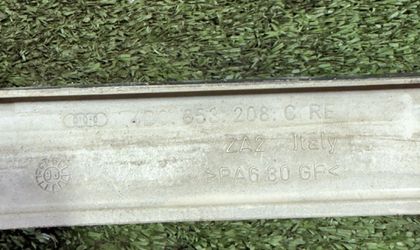 853.208.C RE
ZA2 Italy
>PA6.30 GF<